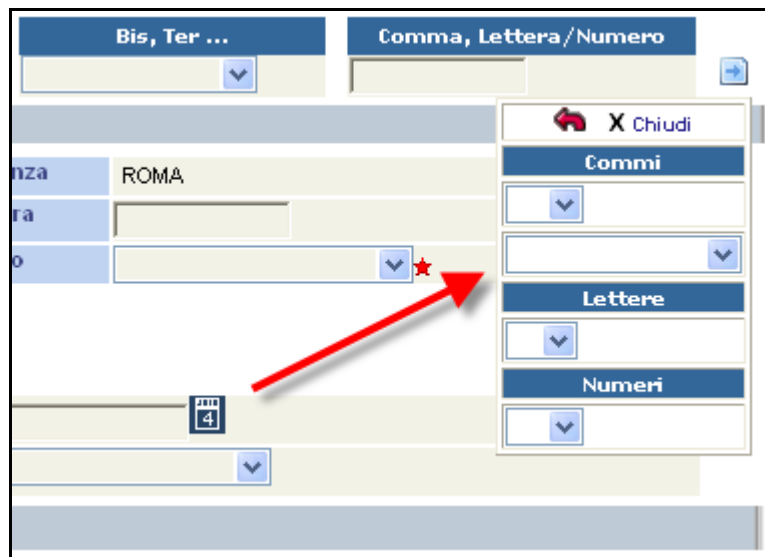 Bis, Ter ...
Comma, Lettera/Numero
X Chiudi
Commi
nza
ROMA
ra
o
Lettere
Numeri
4